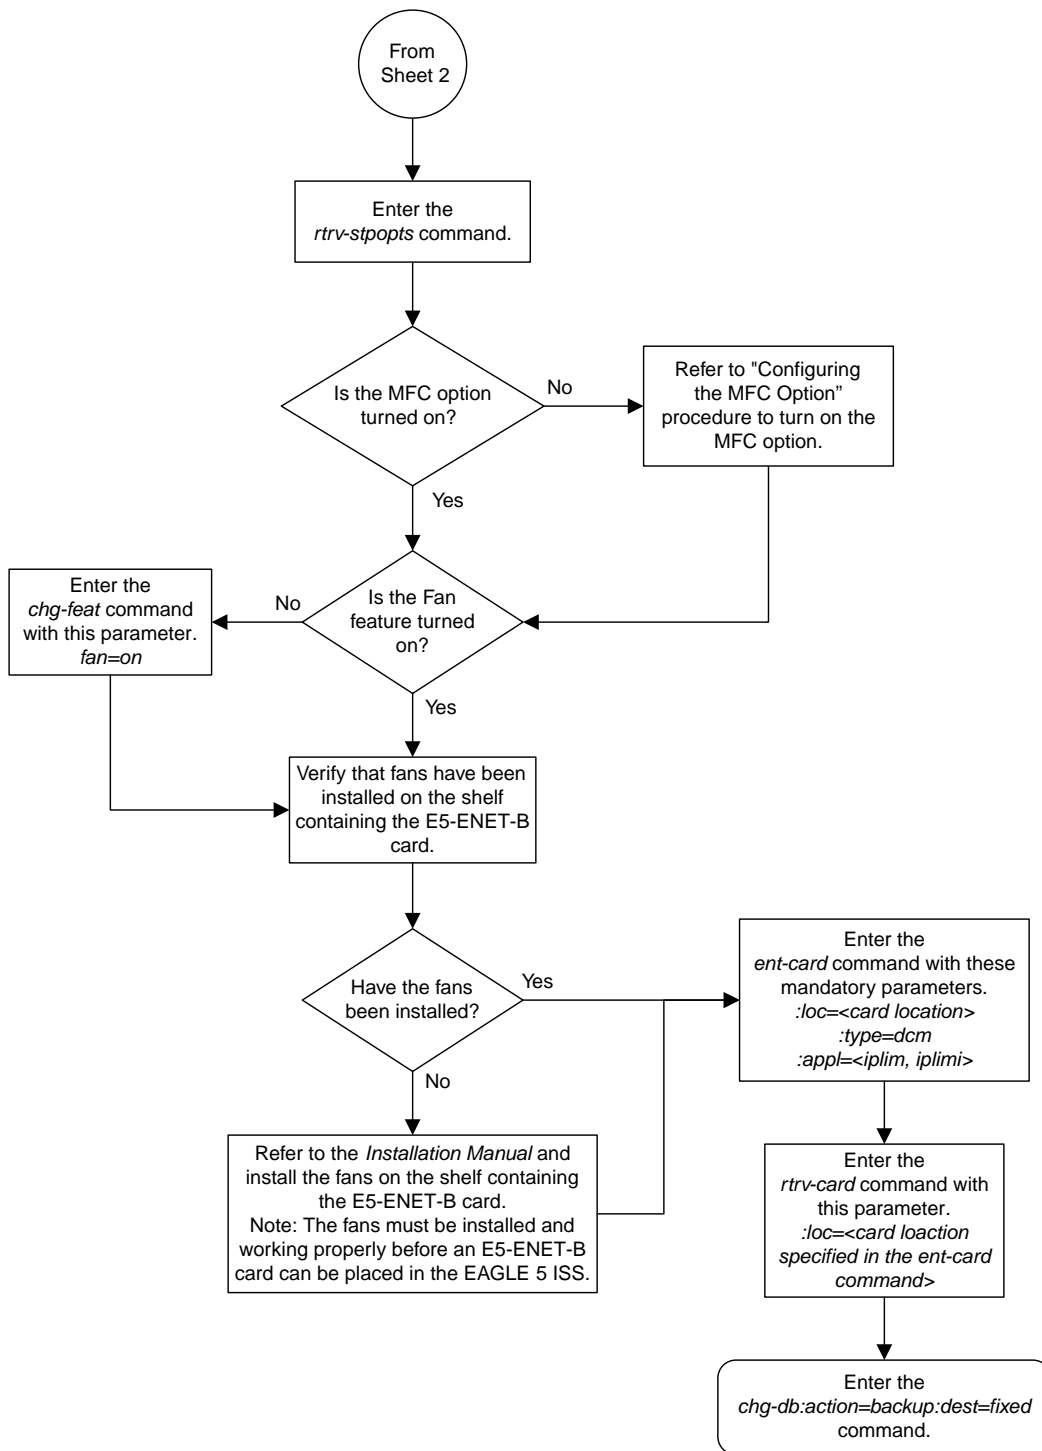 From
Sheet 2
Enter the
rtrv-stpopts command.
Is the MFC option
turned on?
No
Refer to "Configuring
the MFC Option”
procedure to turn on the
MFC option.
Yes
Enter the
chg-feat command
with this parameter.
fan=on
No
Is the Fan
feature turned
on?
Yes
Verify that fans have been
installed on the shelf
containing the E5-ENET-B
card.
Have the fans
been installed?
Yes
Enter the
ent-card command with these
mandatory parameters.
:loc=<card location>
:type=dcm
:appl=<iplim, iplimi>
No
Refer to the Installation Manual and
install the fans on the shelf containing
the E5-ENET-B card.
Note: The fans must be installed and
working properly before an E5-ENET-B
card can be placed in the EAGLE 5 ISS.
Enter the
rtrv-card command with
this parameter.
:loc=<card loaction
specified in the ent-card
command>
Enter the
chg-db:action=backup:dest=fixed
command.